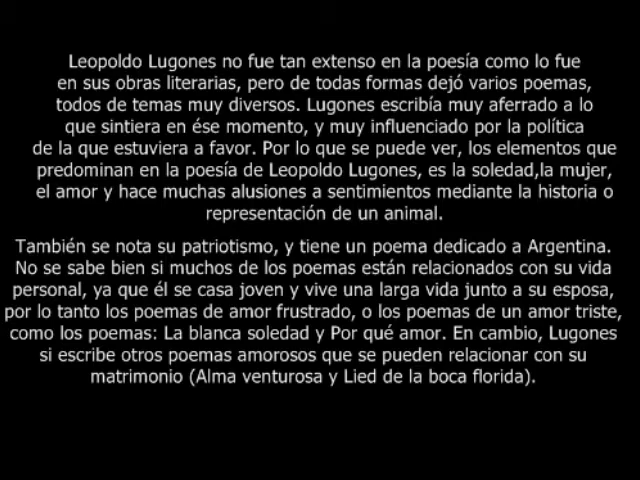 Leopoldo Lugones no fue tan extenso en la poesía como lo fue
en sus obras literarias, pero de todas formas dejó varios poemas,
todos de temas muy diversos. Lugones escribía muy aferrado a lo
que sintiera en ése momento, y muy influenciado por la política
de la que estuviera a favor. Por lo que se puede ver, los elementos que
predominan en la poesía de Leopoldo Lugones, es la soledad,la mujer,
el amor y hace muchas alusiones a sentimientos mediante la historia o
representación de un animal.
También se nota su patriotismo, y tiene un poema dedicado a Argentina.
No se sabe bien si muchos de los poemas están relacionados con su vida
personal, ya que él se casa joven y vive una larga vida junto a su esposa,
por lo tanto los poemas de amor frustrado, o los poemas de un amor triste,
como los poemas: La blanca soledad y Por qué amor. En cambio, Lugones
si escribe otros poemas amorosos que se pueden relacionar con su
matrimonio (Alma venturosa y Lied de la boca florida).